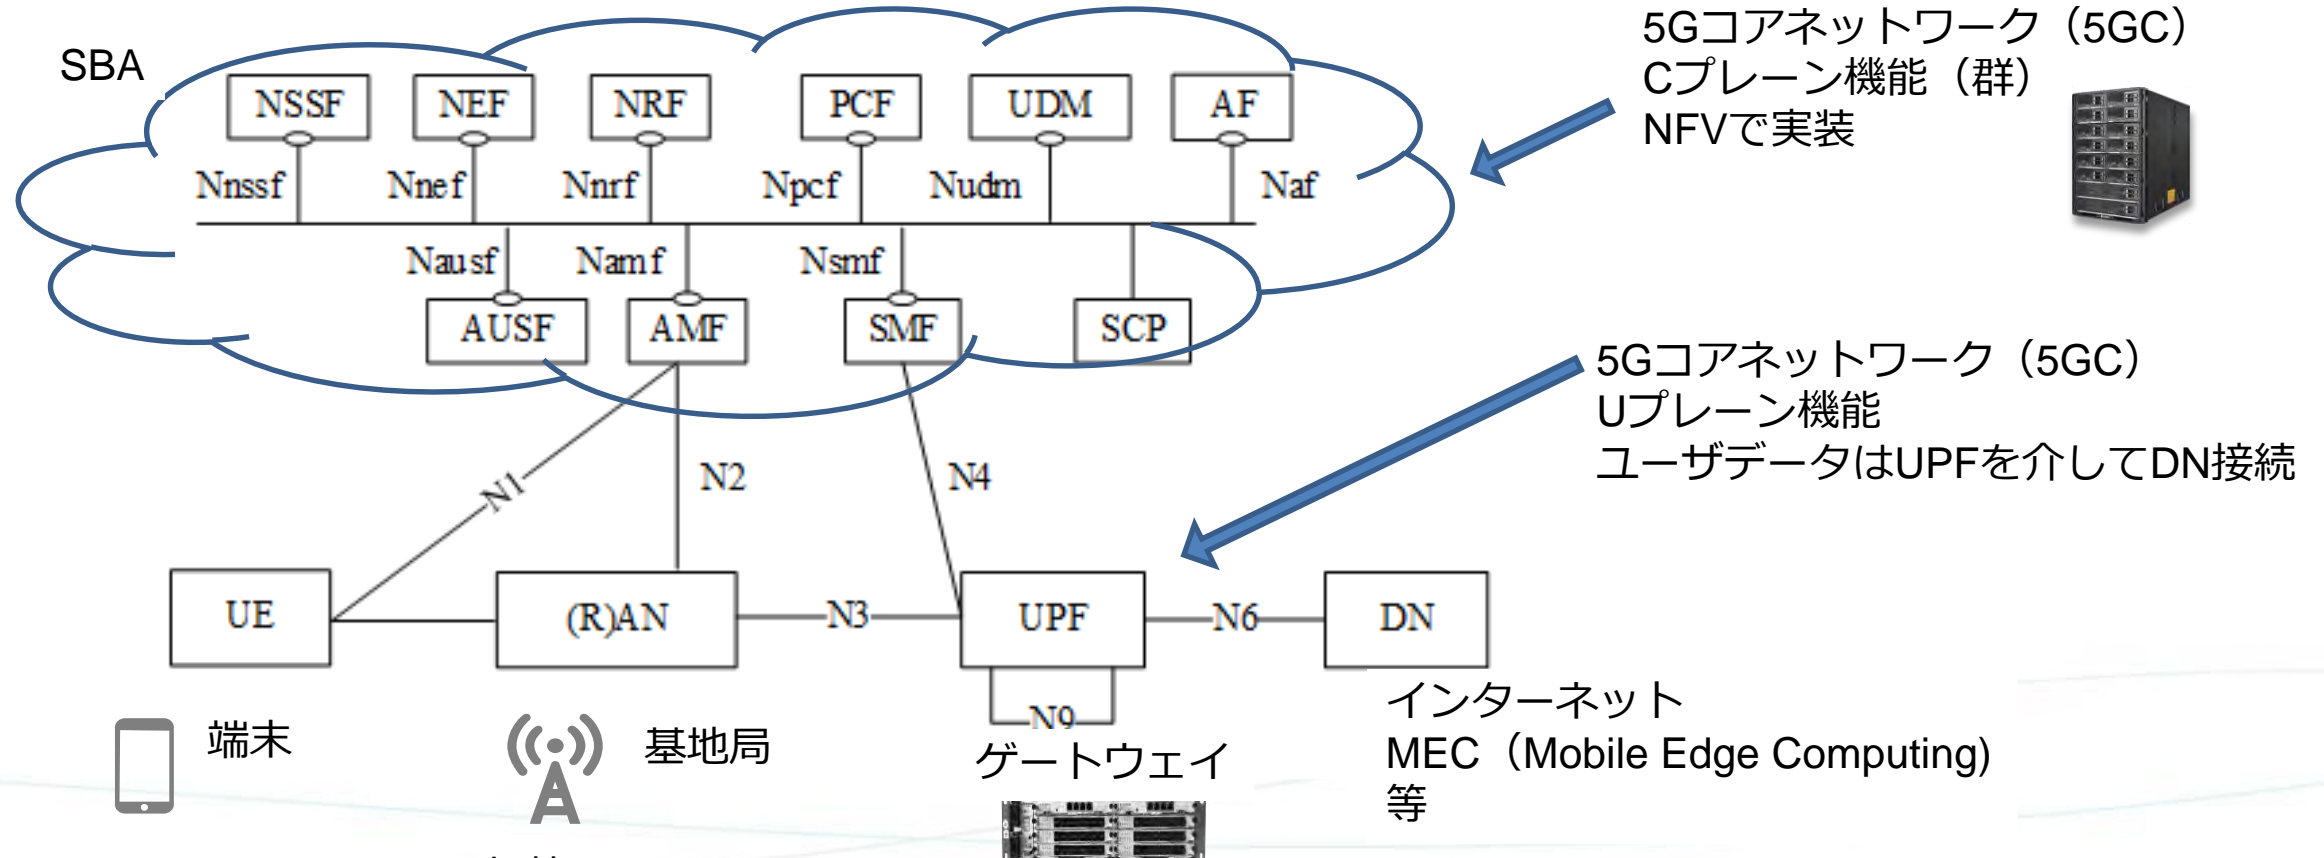 SBA
5Gコアネットワーク（5GC）
Cプレーン機能（群）
NFVで実装
NSSF NEF NRF PCF UDM AF
Nnssf Nnef Nnrf Npcf Nudm Naf
Nausf Namf Nsmf
AUSF AMF SMF SCP
5Gコアネットワーク（5GC）
Uプレーン機能
ユーザデータはUPFを介してDN接続
N1 N2 N4
UE (R)AN N3 UPF N6 DN
N9
端末
基地局
ゲートウェイ
インターネット
MEC（Mobile Edge Computing)
等